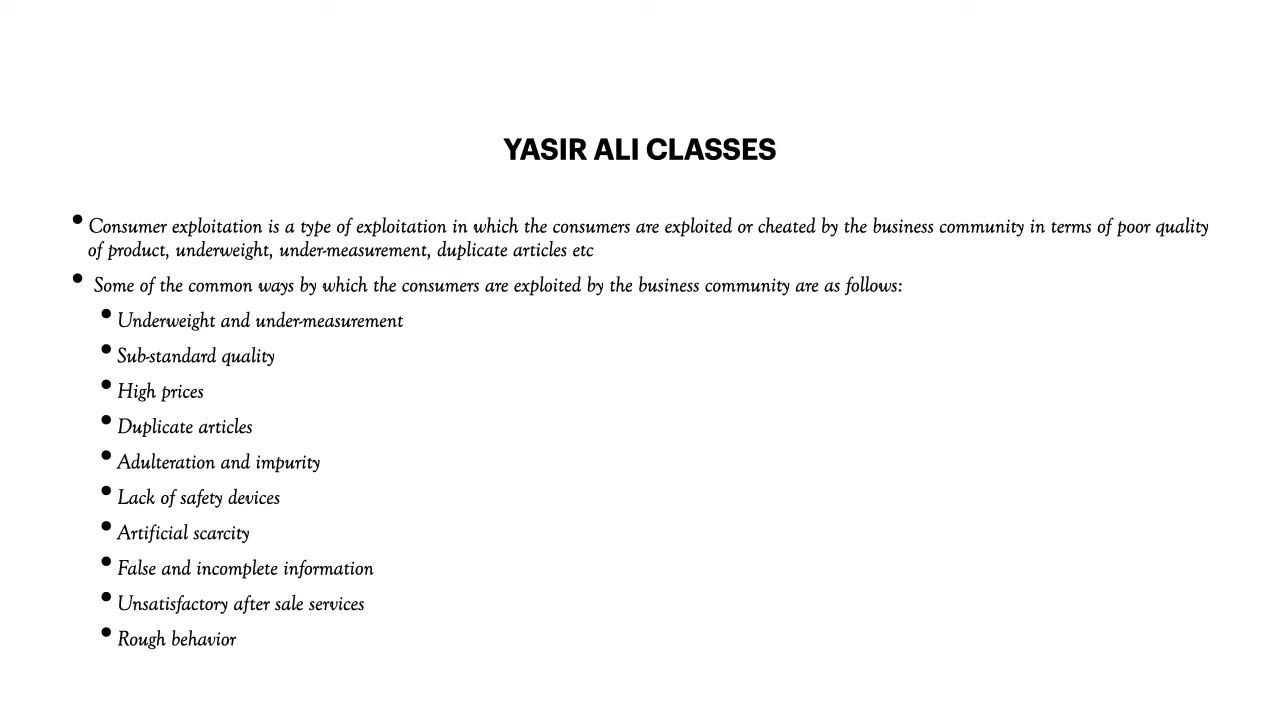 YASIR ALI CLASSES
• Consumer exploitation is a type of exploitation in which the consumers are exploited or cheated by the business community in terms of poor quality
of product, underweight, under-measurement, duplicate articles etc
• Some of the common ways by which the consumers are exploited by the business community are as follows:
• Underweight and under-measurement
• Sub-standard quality
• High prices
• Duplicate articles
• Adulteration and impurity
• Lack of safety devices
• Artificial scarcity
• False and incomplete information
• Unsatisfactory after sale services
• Rough behavior